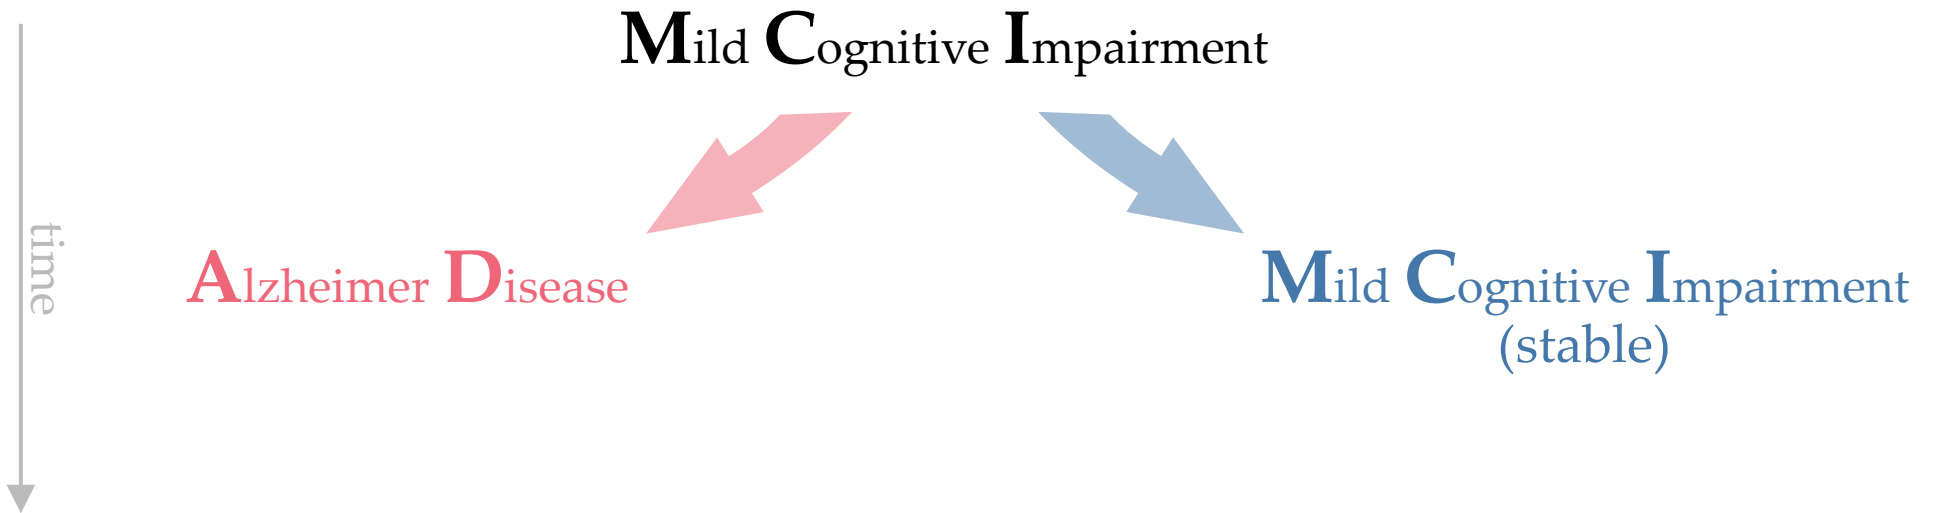 Mild Cognitive Impairment
time
Alzheimer Disease
Mild Cognitive Impairment
(stable)